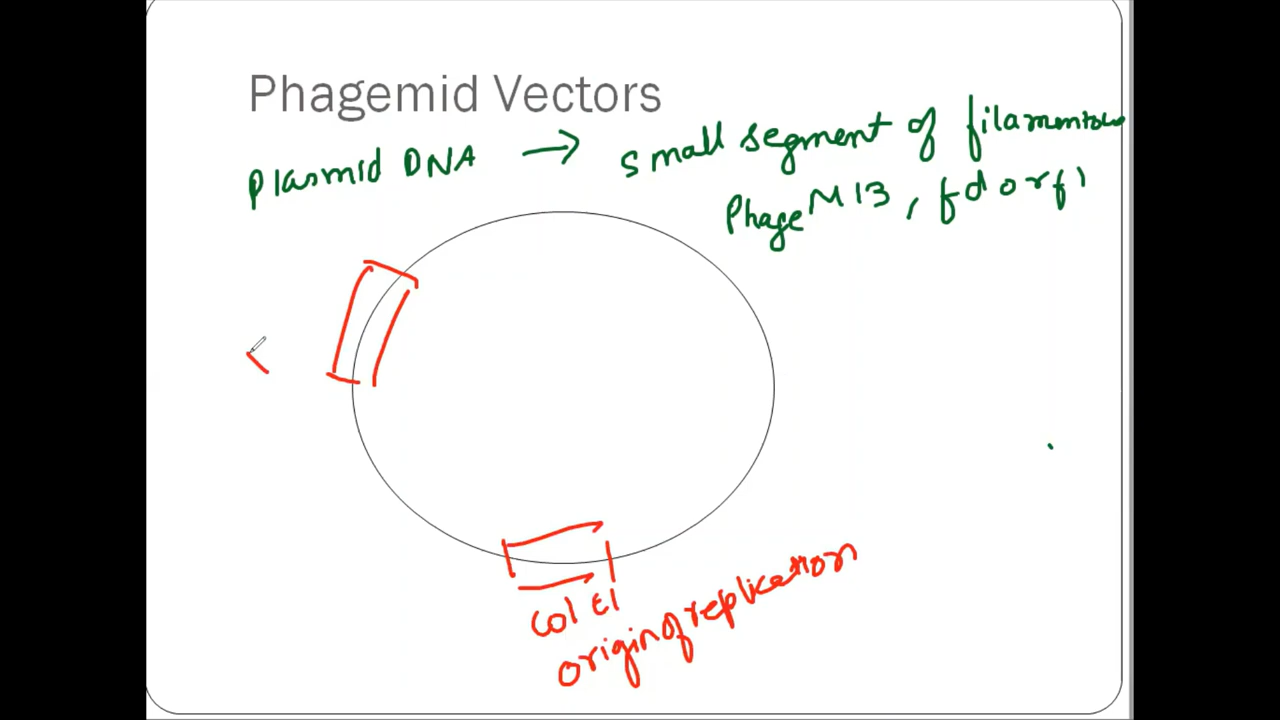 Phagemid Vectors
Plasmid DNA → small segment of filamentous
Phage M13, fd or f1
Col E1
origin of replication